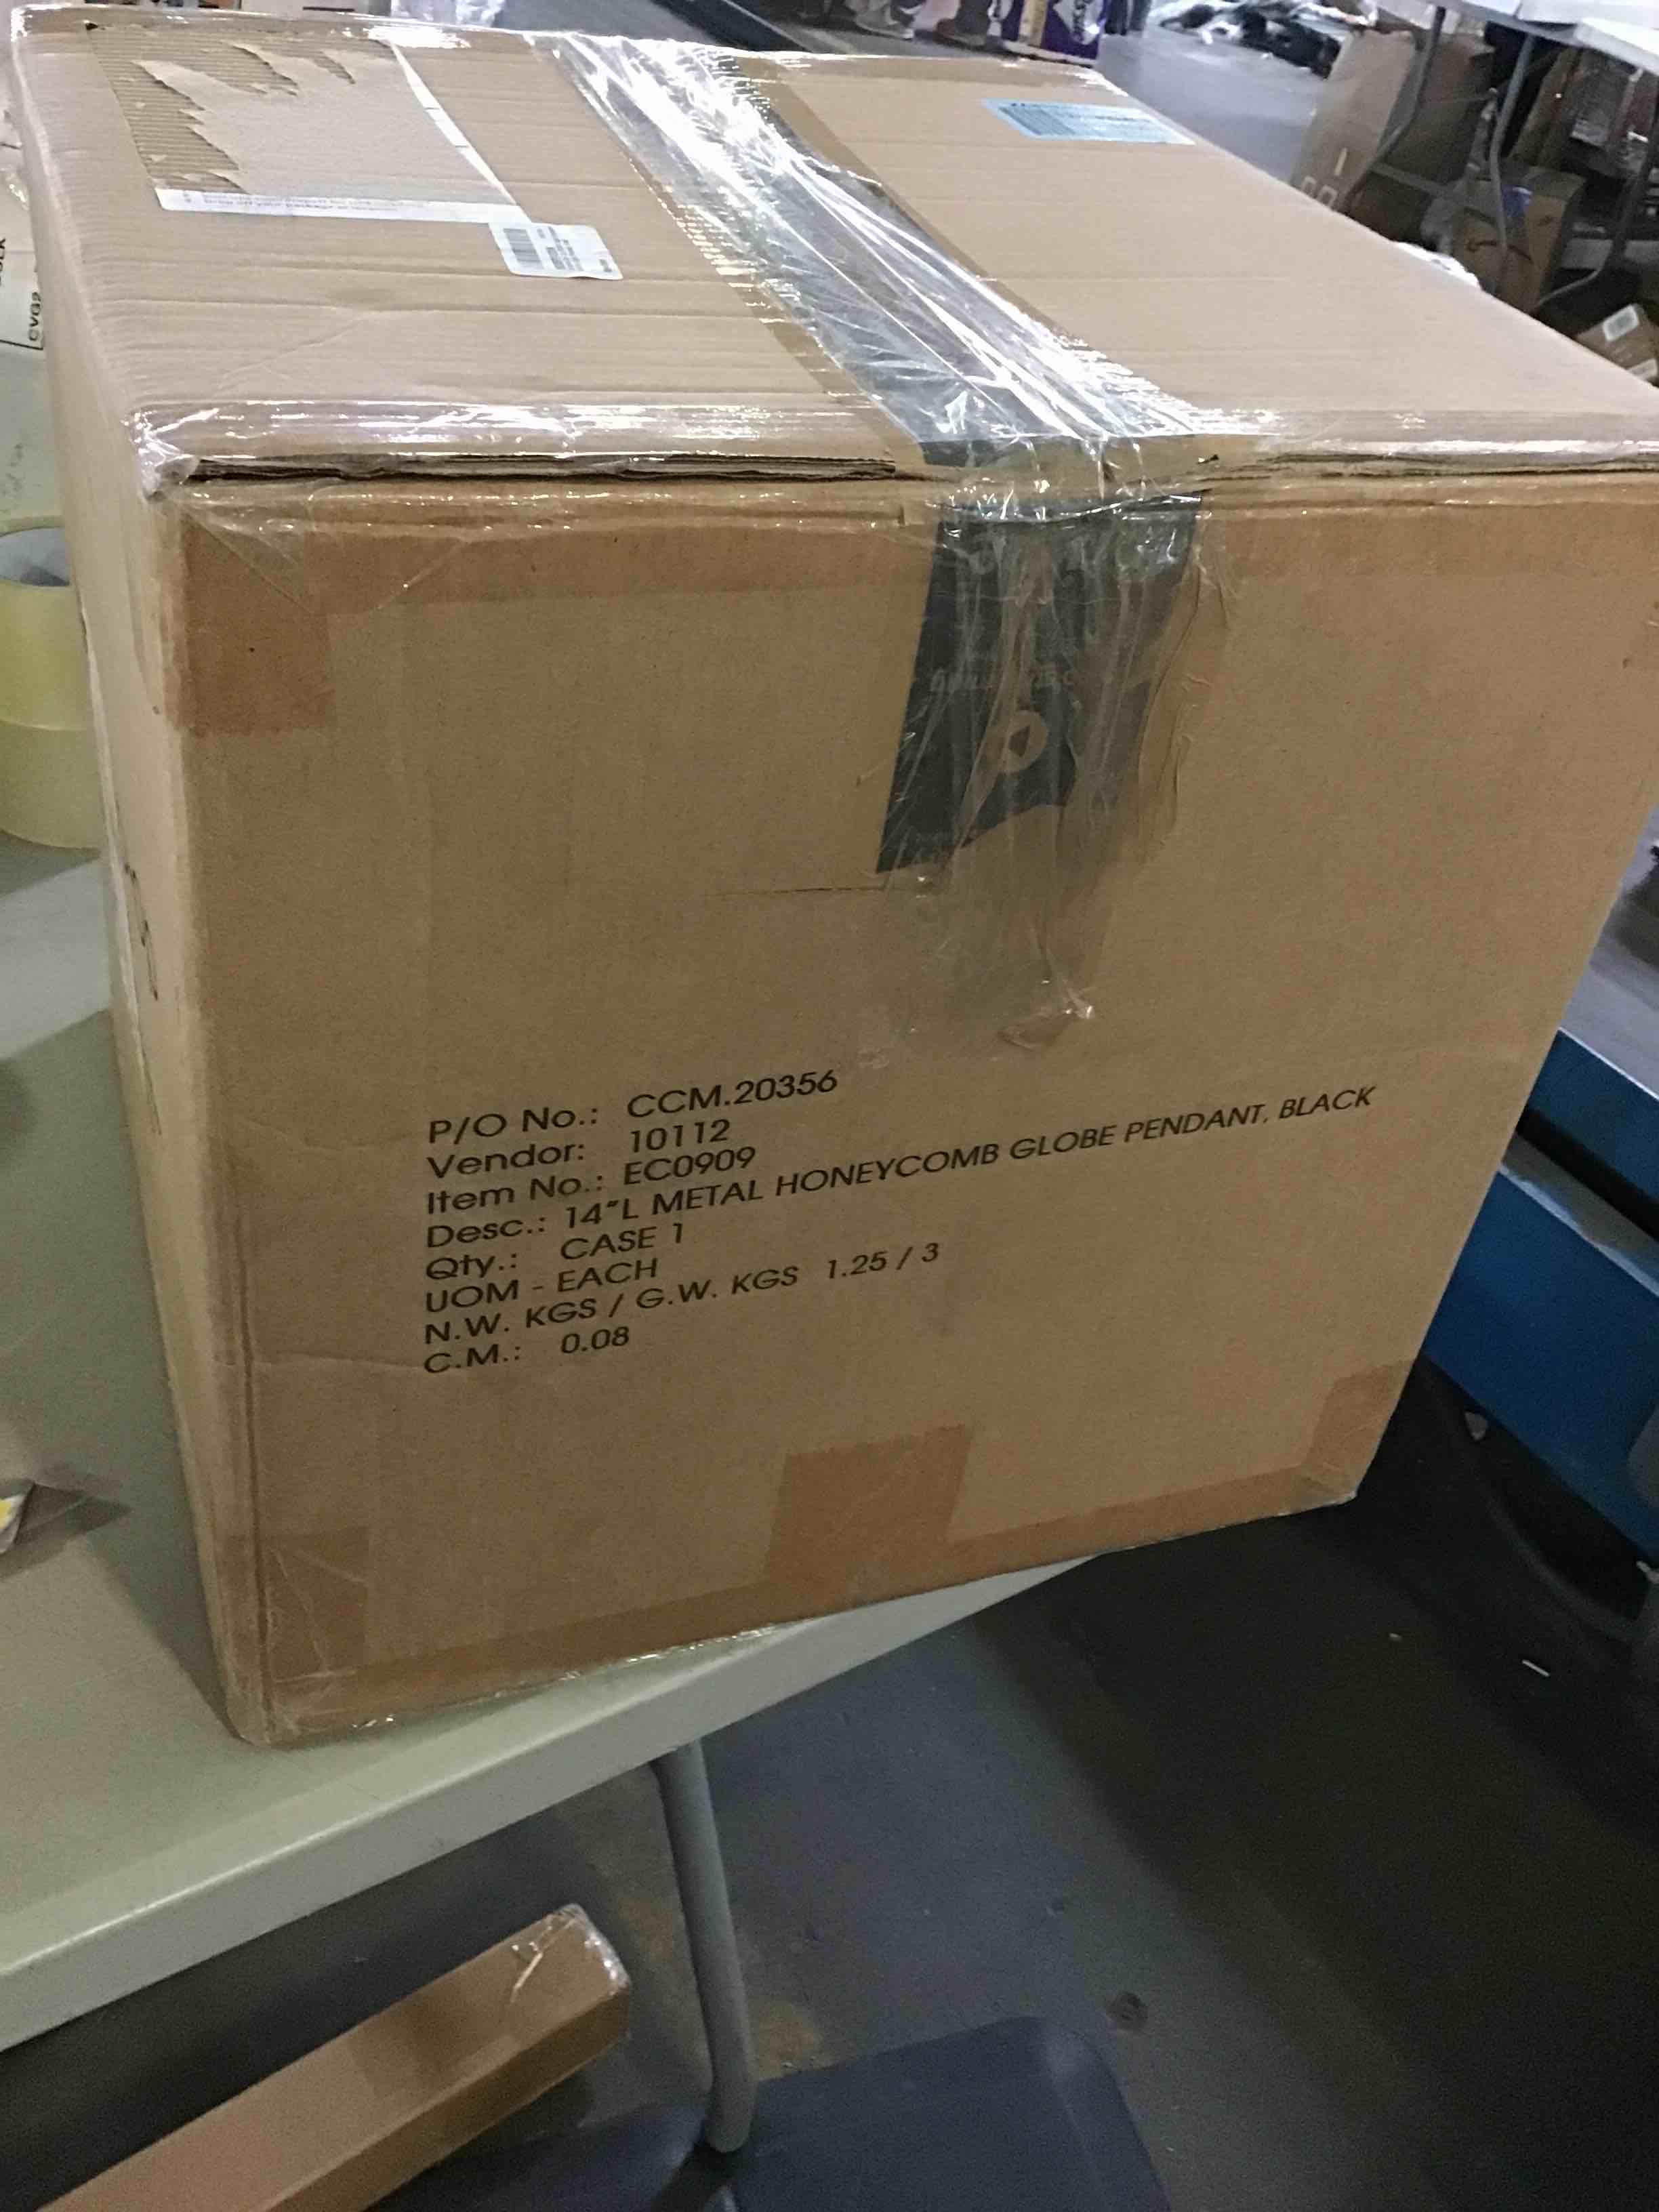 CVG2
P/O No.: CCM.20356
Vendor: 10112
Item No.: EC0909
Desc.: 14"L METAL HONEYCOMB GLOBE PENDANT, BLACK
Qty.: CASE 1
UOM - EACH
N.W. KGS / G.W. KGS 1.25 / 3
C.M.: 0.08